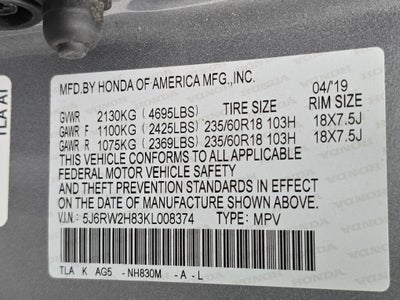 TLA AT
MFD.BY HONDA OF AMERICA MFG.,INC. 04/'19
GVWR 2130KG (4695LBS) TIRE SIZE RIM SIZE
GAWR F 1100KG (2425LBS) 235/60R18 103H 18X7.5J
GAWR R 1075KG (2369LBS) 235/60R18 103H 18X7.5J
THIS VEHICLE CONFORMS TO ALL APPLICABLE
FEDERAL MOTOR VEHICLE SAFETY
AND THEFT PREVENTION STANDARDS IN EFFECT
ON THE DATE OF MANUFACTURE SHOWN ABOVE.
V.I.N. 5J6RW2H83KL008374 TYPE: MPV
TLA K AG5 -NH830M -A -L